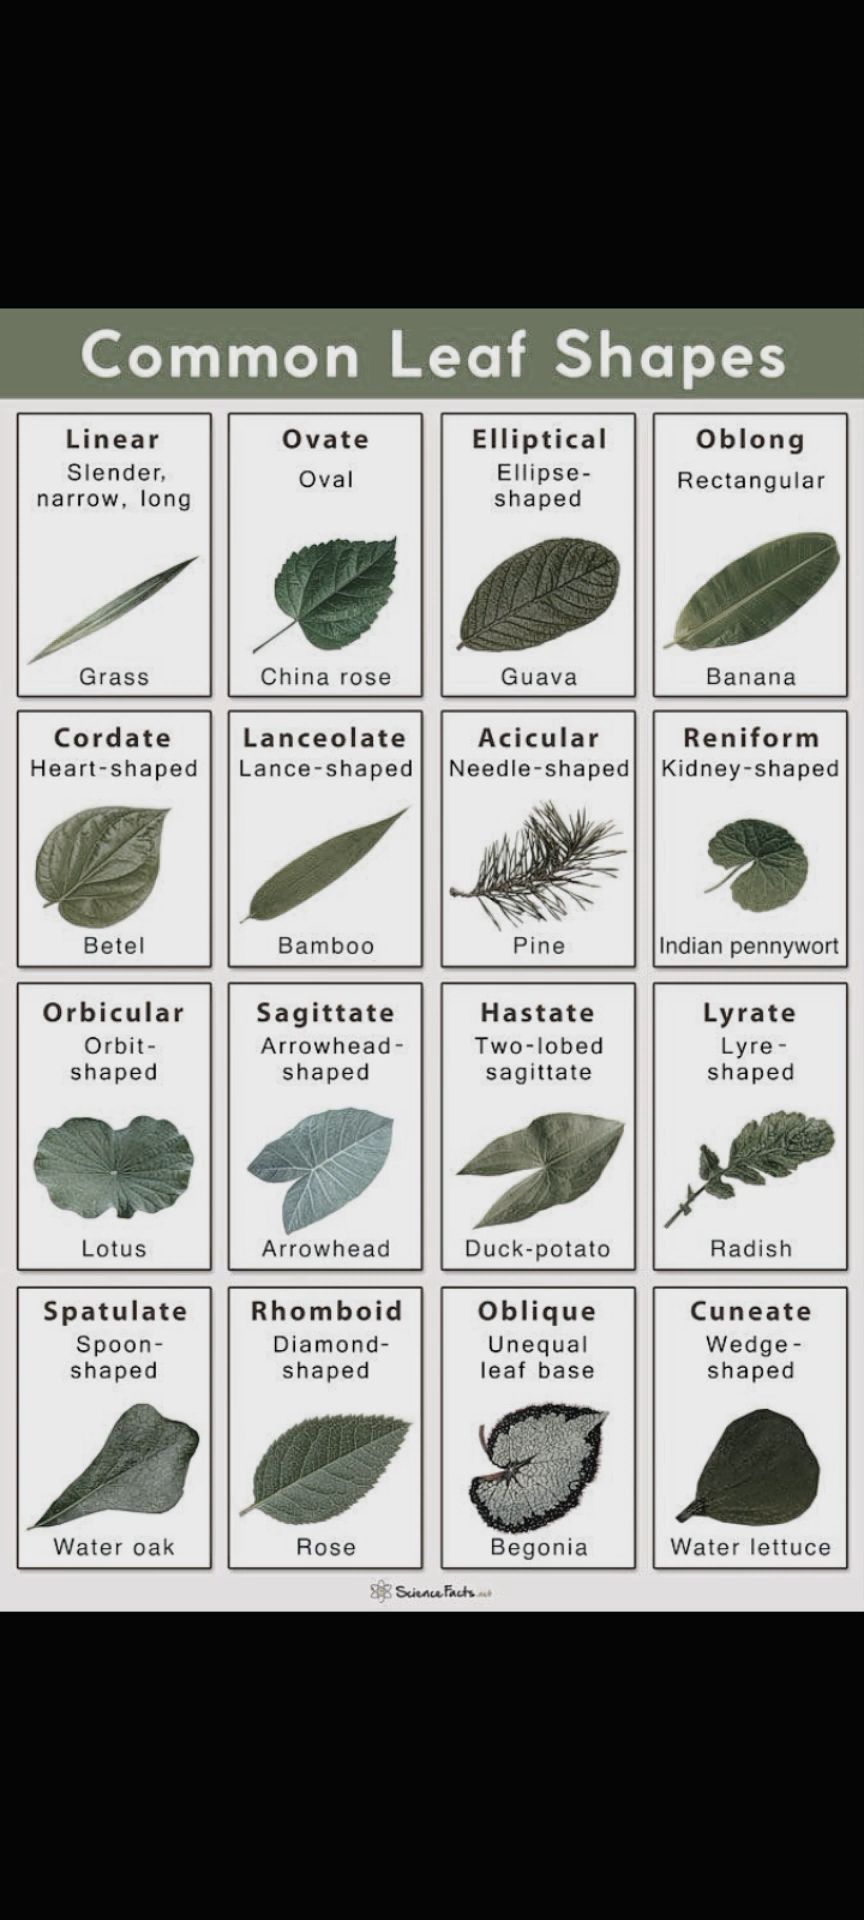 Common Leaf Shapes
Linear
Slender,
narrow, long
Grass
Ovate
Oval
China rose
Elliptical
Ellipse-
shaped
Guava
Oblong
Rectangular
Banana
Cordate
Heart-shaped
Betel
Lanceolate
Lance-shaped
Bamboo
Acicular
Needle-shaped
Pine
Reniform
Kidney-shaped
Indian pennywort
Orbicular
Orbit-
shaped
Lotus
Sagittate
Arrowhead-
shaped
Arrowhead
Hastate
Two-lobed
sagittate
Duck-potato
Lyrate
Lyre-
shaped
Radish
Spatulate
Spoon-
shaped
Water oak
Rhomboid
Diamond-
shaped
Rose
Oblique
Unequal
leaf base
Begonia
Cuneate
Wedge-
shaped
Water lettuce
ScienceFacts.net